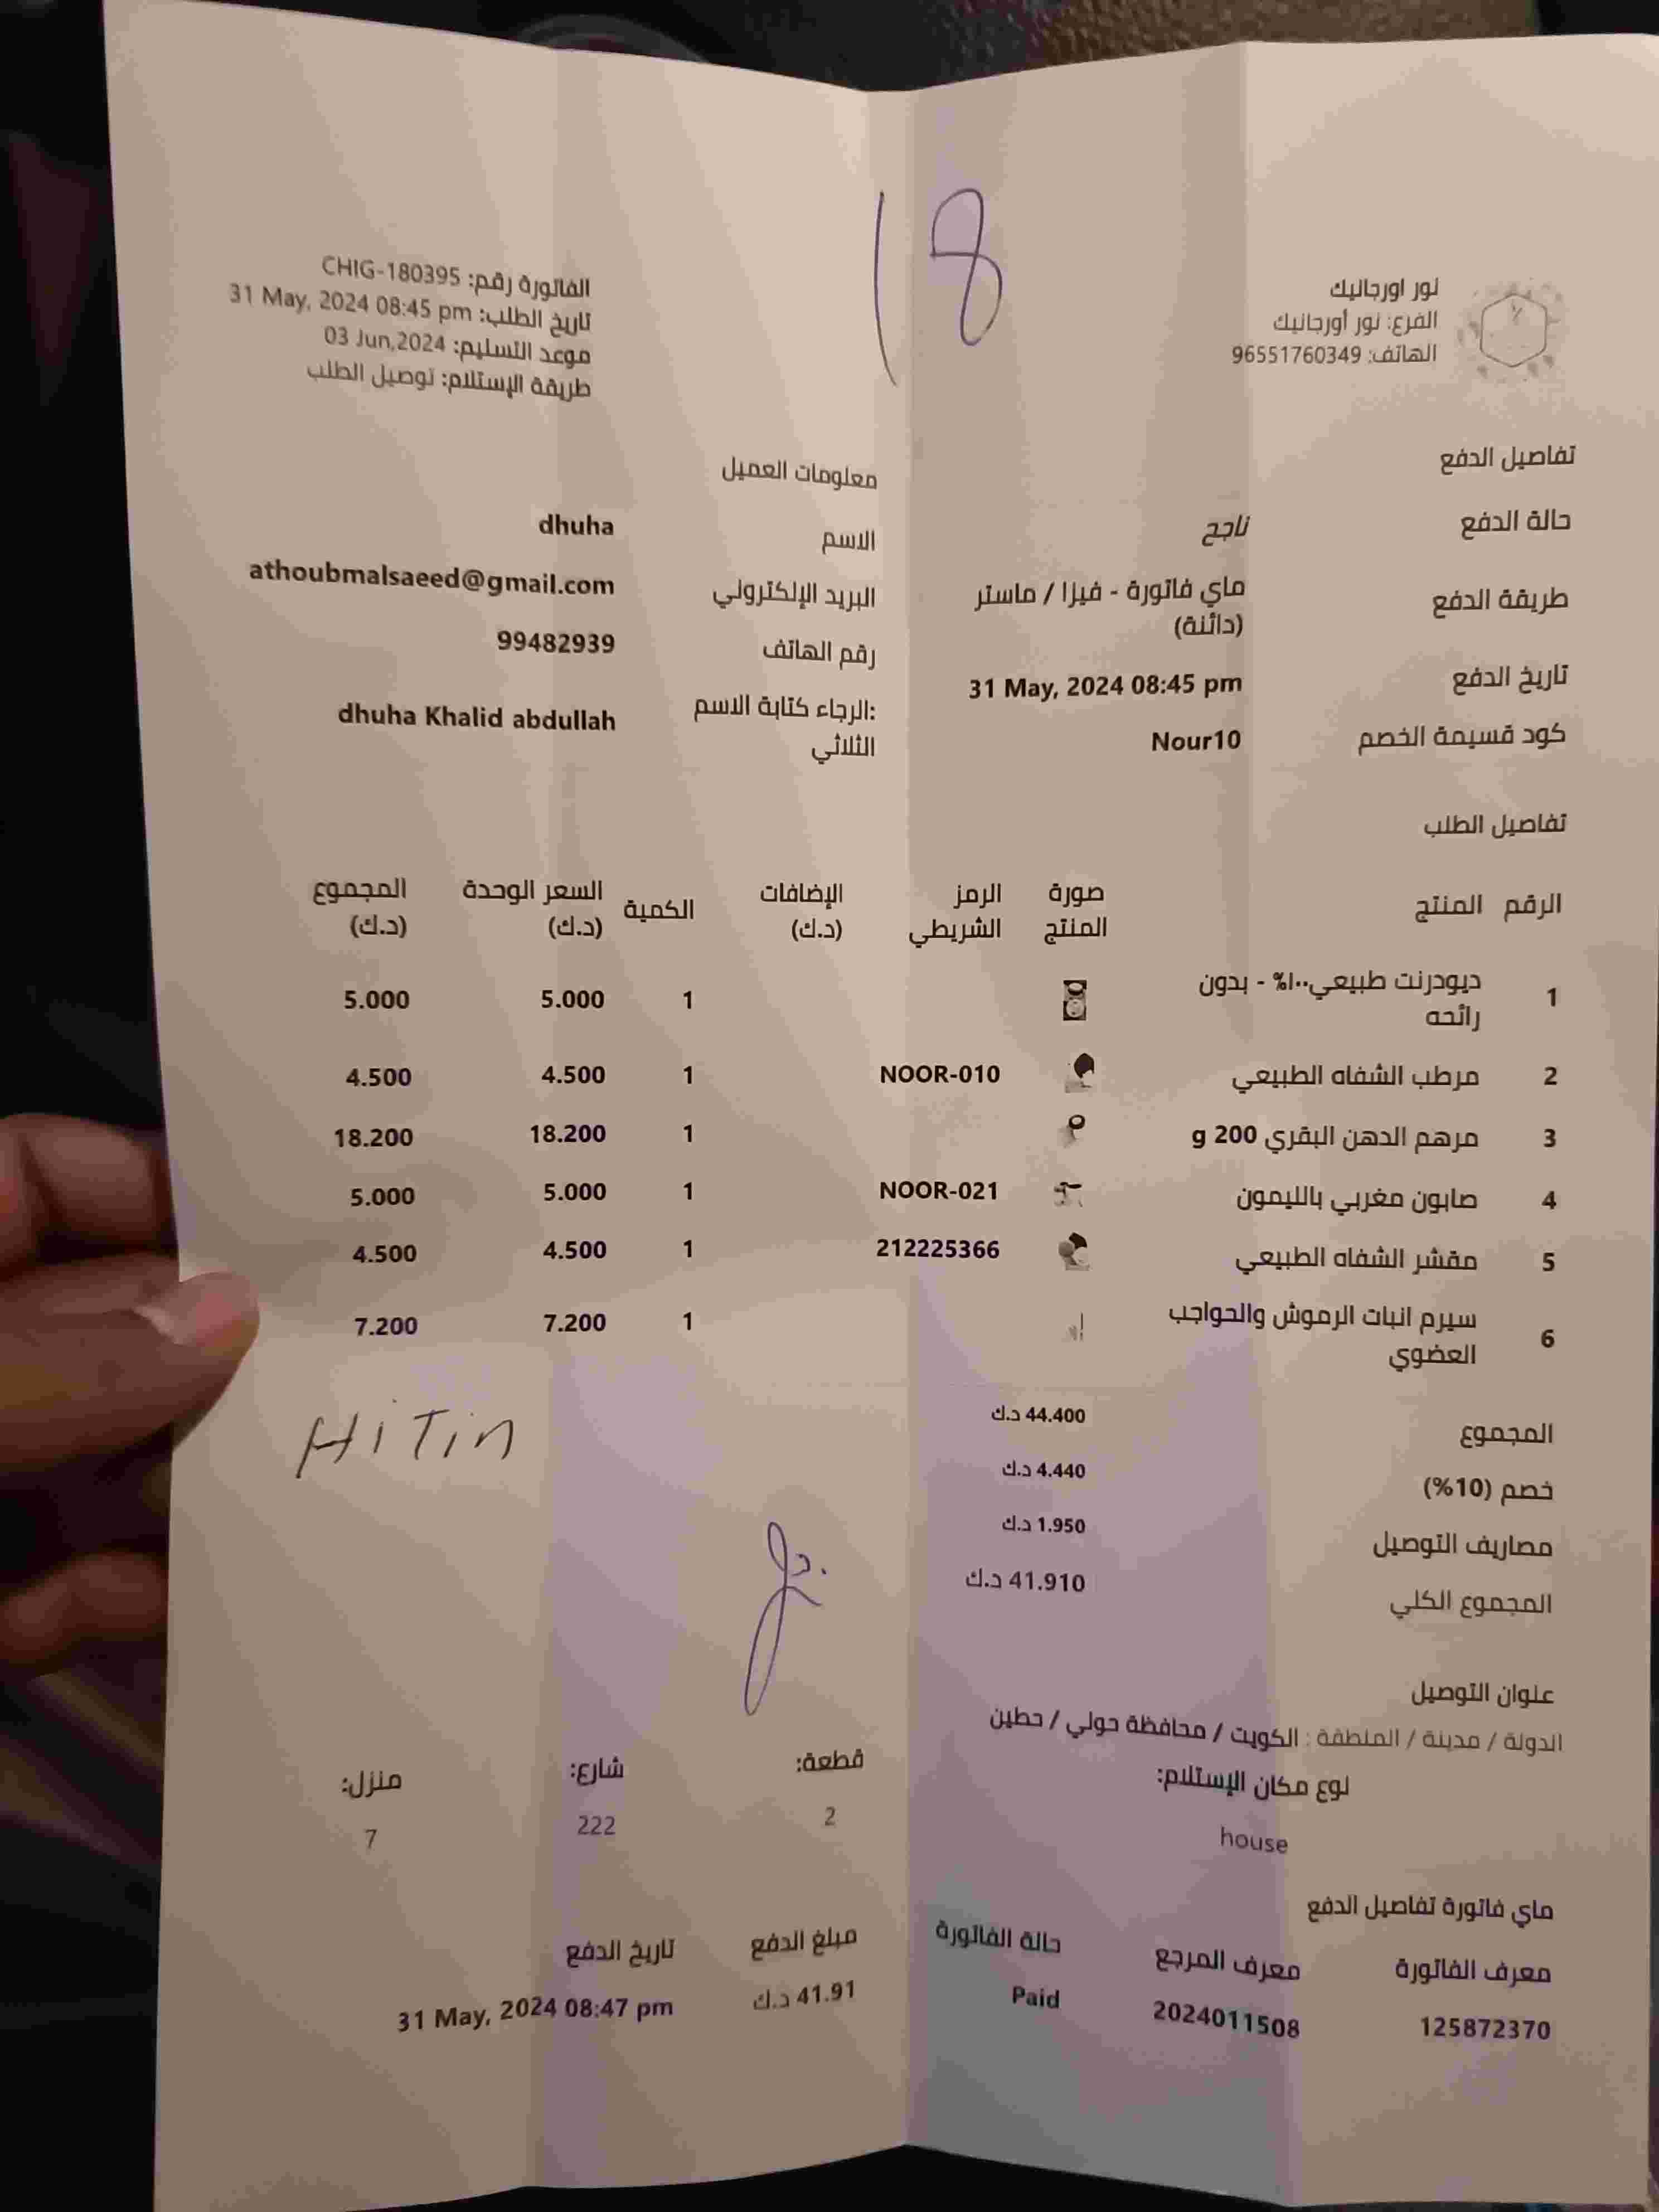 18
نور اورجانيك
الفرع: نور أورجانيك
الهاتف: 96551760349
الفاتورة رقم: CHIG-180395
تاريخ الطلب: 31 May, 2024 08:45 pm
موعد التسليم: 03 Jun,2024
طريقة الإستلام: توصيل الطلب
تفاصيل الدفع
حالة الدفع ناجح
طريقة الدفع ماي فاتورة - فيزا / ماستر
(دائنة)
تاريخ الدفع 31 May, 2024 08:45 pm
كود قسيمة الخصم Nour10
معلومات العميل
الاسم dhuha
البريد الإلكتروني athoubmalsaeed@gmail.com
رقم الهاتف 99482939
:الرجاء كتابة الاسم dhuha Khalid abdullah
الثلاثي
تفاصيل الطلب
الرقم المنتج صورة المنتج الرمز الشريطي الإضافات (د.ك) الكمية السعر الوحدة (د.ك) المجموع (د.ك)
1 ديودرنت طبيعي١٠٠% - بدون 1 5.000 5.000
رائحه
2 مرطب الشفاه الطبيعي NOOR-010 1 4.500 4.500
3 مرهم الدهن البقري 200 g 1 18.200 18.200
4 صابون مغربي بالليمون NOOR-021 1 5.000 5.000
5 مقشر الشفاه الطبيعي 212225366 1 4.500 4.500
6 سيرم انبات الرموش والحواجب 1 7.200 7.200
العضوي
المجموع 44.400 د.ك
خصم (10%) 4.440 د.ك
مصاريف التوصيل 1.950 د.ك
المجموع الكلي 41.910 د.ك
HiTin
عنوان التوصيل
الدولة / مدينة / المنطقة : الكويت / محافظة حولي / حطين
نوع مكان الإستلام: قطعة: شارع: منزل:
house 2 222 7
ماي فاتورة تفاصيل الدفع
معرف الفاتورة معرف المرجع حالة الفاتورة مبلغ الدفع تاريخ الدفع
125872370 2024011508 Paid 41.91 د.ك 31 May, 2024 08:47 pm